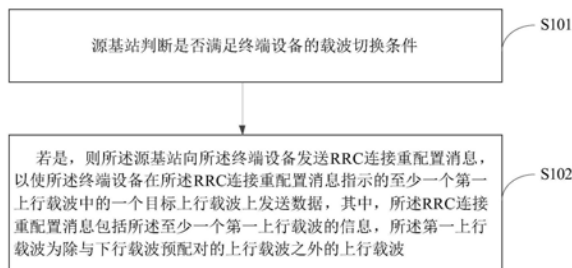 源基站判断是否满足终端设备的载波切换条件
S101
若是，则所述源基站向所述终端设备发送RRC连接重配置消息，
以使所述终端设备在所述RRC连接重配置消息指示的至少一个第一
上行载波中的一个目标上行载波上发送数据，其中，所述RRC连接
重配置消息包括所述至少一个第一上行载波的信息，所述第一上行
载波为除与下行载波预配对的上行载波之外的上行载波
S102